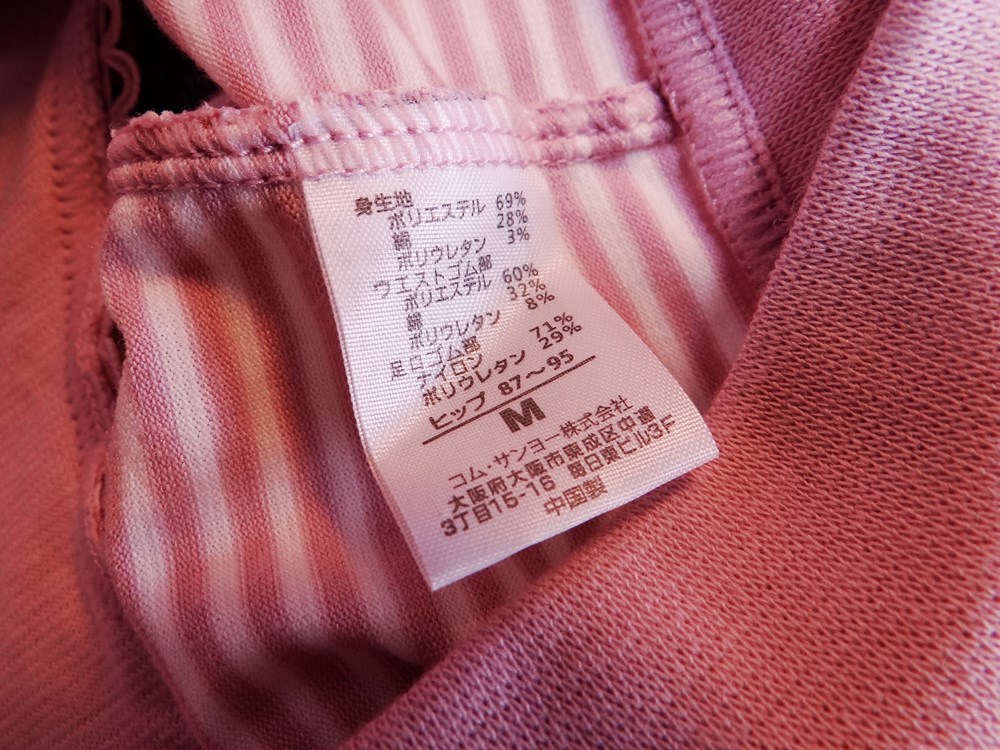 身生地
ポリエステル 69%
綿 28%
ポリウレタン 3%
ウエストゴム部
ポリエステル 60%
綿 32%
ポリウレタン 8%
足口ゴム部
ナイロン 71%
ポリウレタン 29%
ヒップ 87〜95
M
コム・サンヨー株式会社
大阪府大阪市東成区中道
3丁目15-16 毎日東ビル3F
中国製